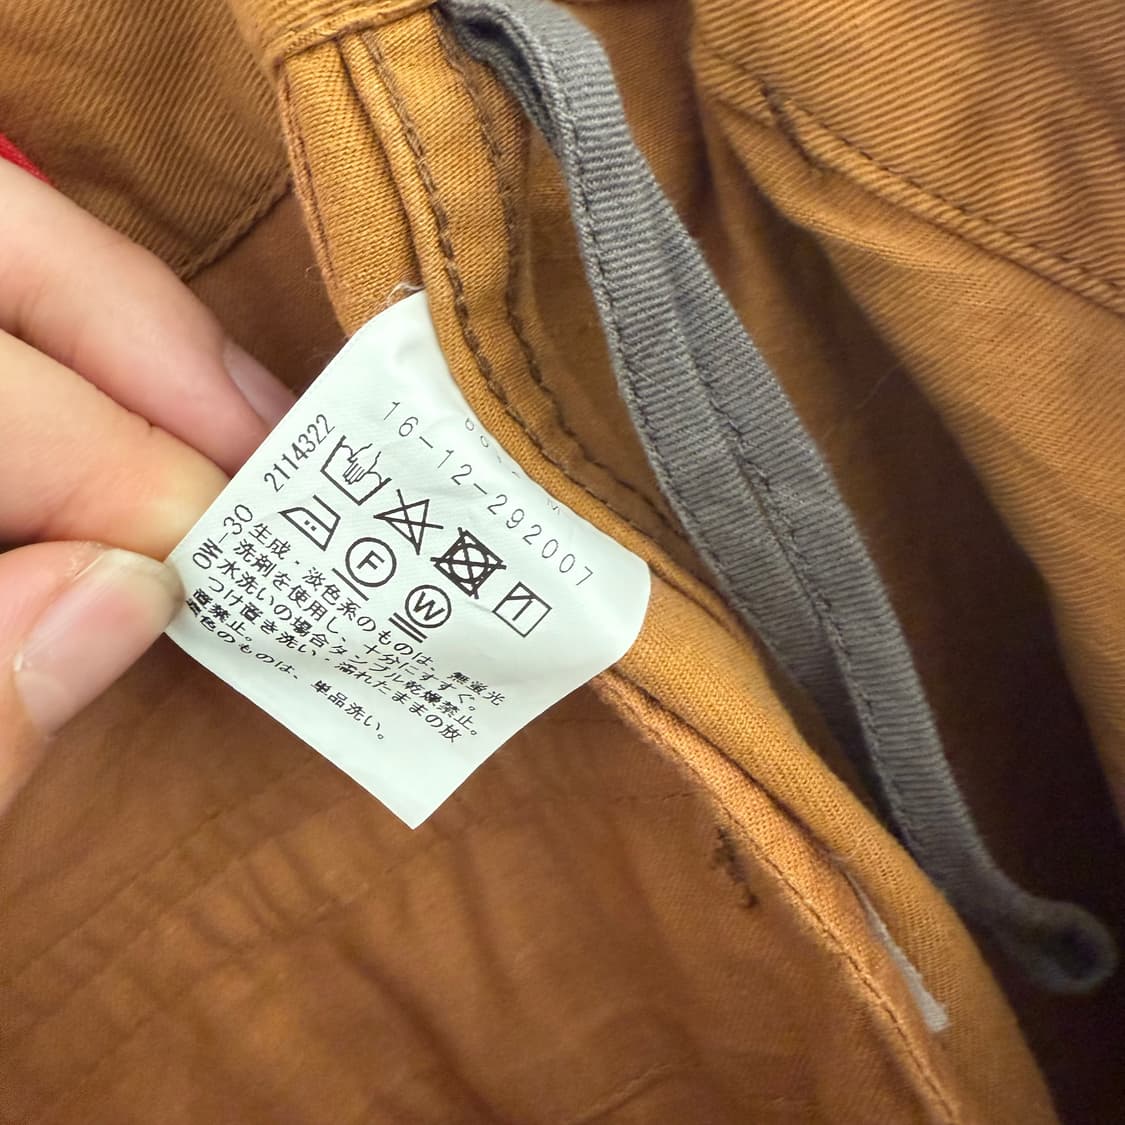 16-12-292007
2114322
F
W
OW-30
生成・淡色系のものは、無蛍光
洗剤を使用し、十分にすすぐ。
水洗いの場合タンブル乾燥禁止。
つけ置き洗い・濡れたままの放
置禁止。
濃色のものは、単品洗い。